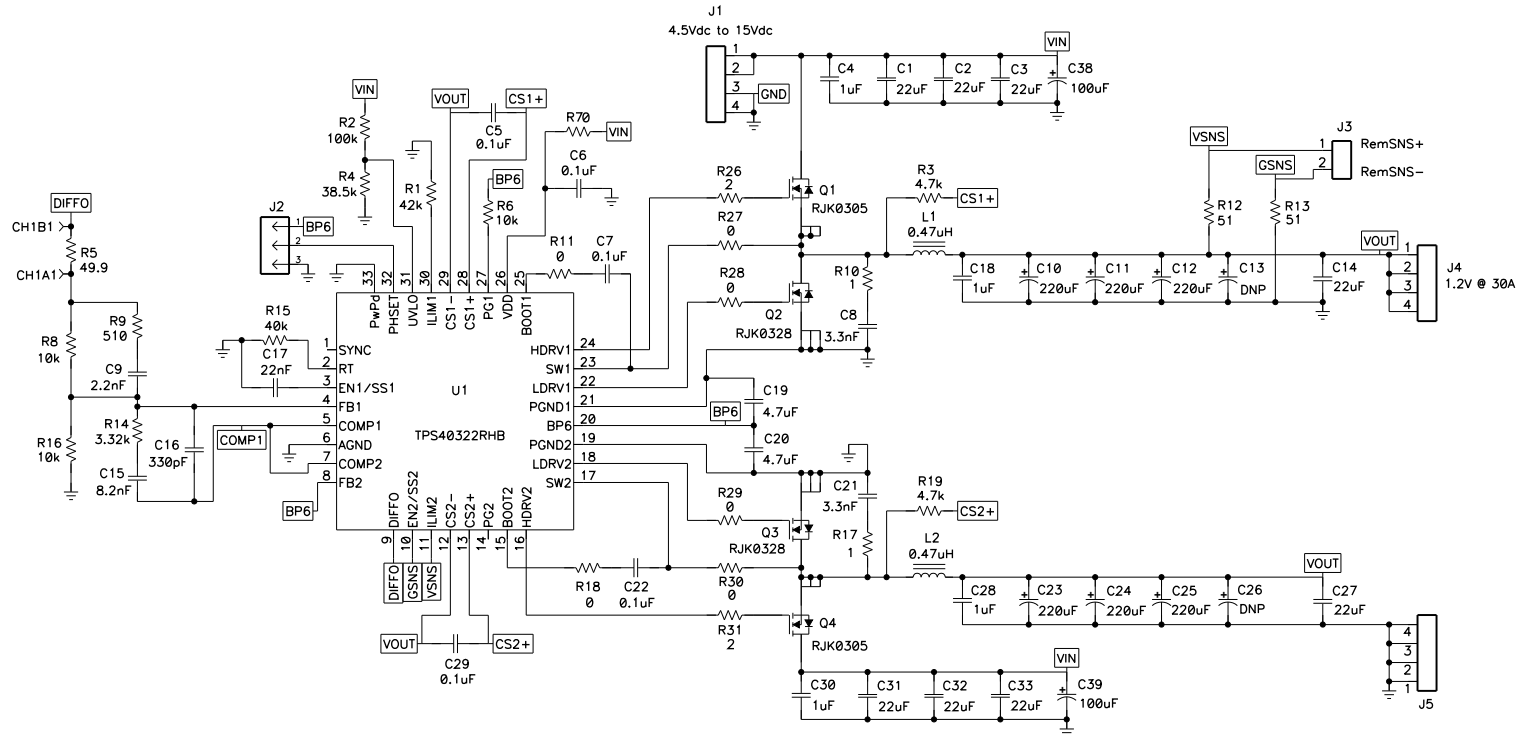 J1
4.5Vdc to 15Vdc
1
2
3
4
GND
VIN
C4
1uF
C1
22uF
C2
22uF
C3
22uF
C38
100uF
VIN
R2
100k
R4
38.5k
VOUT
CS1+
C5
0.1uF
R70
VIN
C6
0.1uF
R1
42k
BP6
R6
10k
R11
0
C7
0.1uF
J2
1
2
3
BP6
DIFFO
CH1B1
R5
49.9
CH1A1
R8
10k
R9
510
C9
2.2nF
R14
3.32k
C15
8.2nF
R16
10k
C16
330pF
COMP1
R15
40k
C17
22nF
BP6
33
32
31
30
29
28
27
26
25
PwPd
PHSET
UVLO
ILIM1
CS1-
CS1+
PG1
VDD
BOOT1
1
SYNC
2
RT
3
EN1/SS1
4
FB1
5
COMP1
6
AGND
7
COMP2
8
FB2
U1
TPS40322RHB
HDRV1
24
SW1
23
LDRV1
22
PGND1
21
BP6
20
PGND2
19
LDRV2
18
SW2
17
DIFFO
EN2/SS2
ILIM2
CS2-
CS2+
PG2
BOOT2
HDRV2
9
10
11
12
13
14
15
16
DIFFO
GSNS
VSNS
VOUT
CS2+
C29
0.1uF
R18
0
C22
0.1uF
R26
2
R27
0
R28
0
Q1
RJK0305
Q2
RJK0328
R3
4.7k
CS1+
L1
0.47uH
R10
1
C8
3.3nF
VSNS
GSNS
J3
1
2
RemSNS+
RemSNS-
R12
51
R13
51
C18
1uF
C10
220uF
C11
220uF
C12
220uF
C13
DNP
C14
22uF
VOUT
1
2
3
4
J4
1.2V @ 30A
BP6
C19
4.7uF
C20
4.7uF
C21
3.3nF
R17
1
R19
4.7k
CS2+
L2
0.47uH
R29
0
Q3
RJK0328
R30
0
R31
2
Q4
RJK0305
C28
1uF
C23
220uF
C24
220uF
C25
220uF
C26
DNP
VOUT
C27
22uF
4
3
2
1
J5
VIN
C30
1uF
C31
22uF
C32
22uF
C33
22uF
C39
100uF